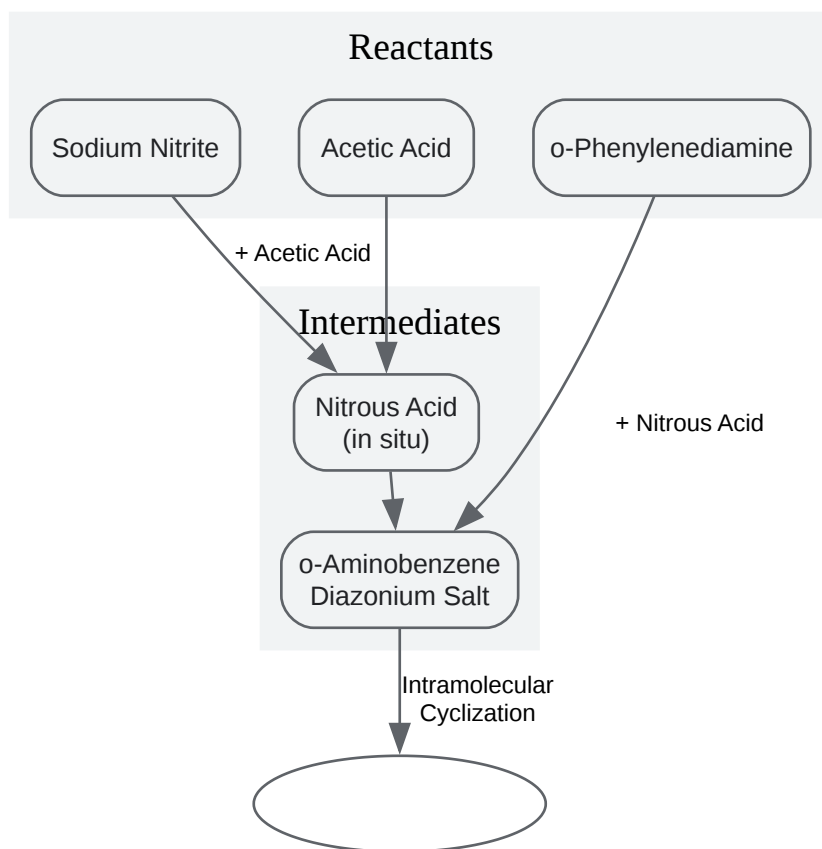 Reactants
Sodium Nitrite
Acetic Acid
o-Phenylenediamine
+ Acetic Acid
Intermediates
Nitrous Acid
(in situ)
+ Nitrous Acid
o-Aminobenzene
Diazonium Salt
Intramolecular
Cyclization